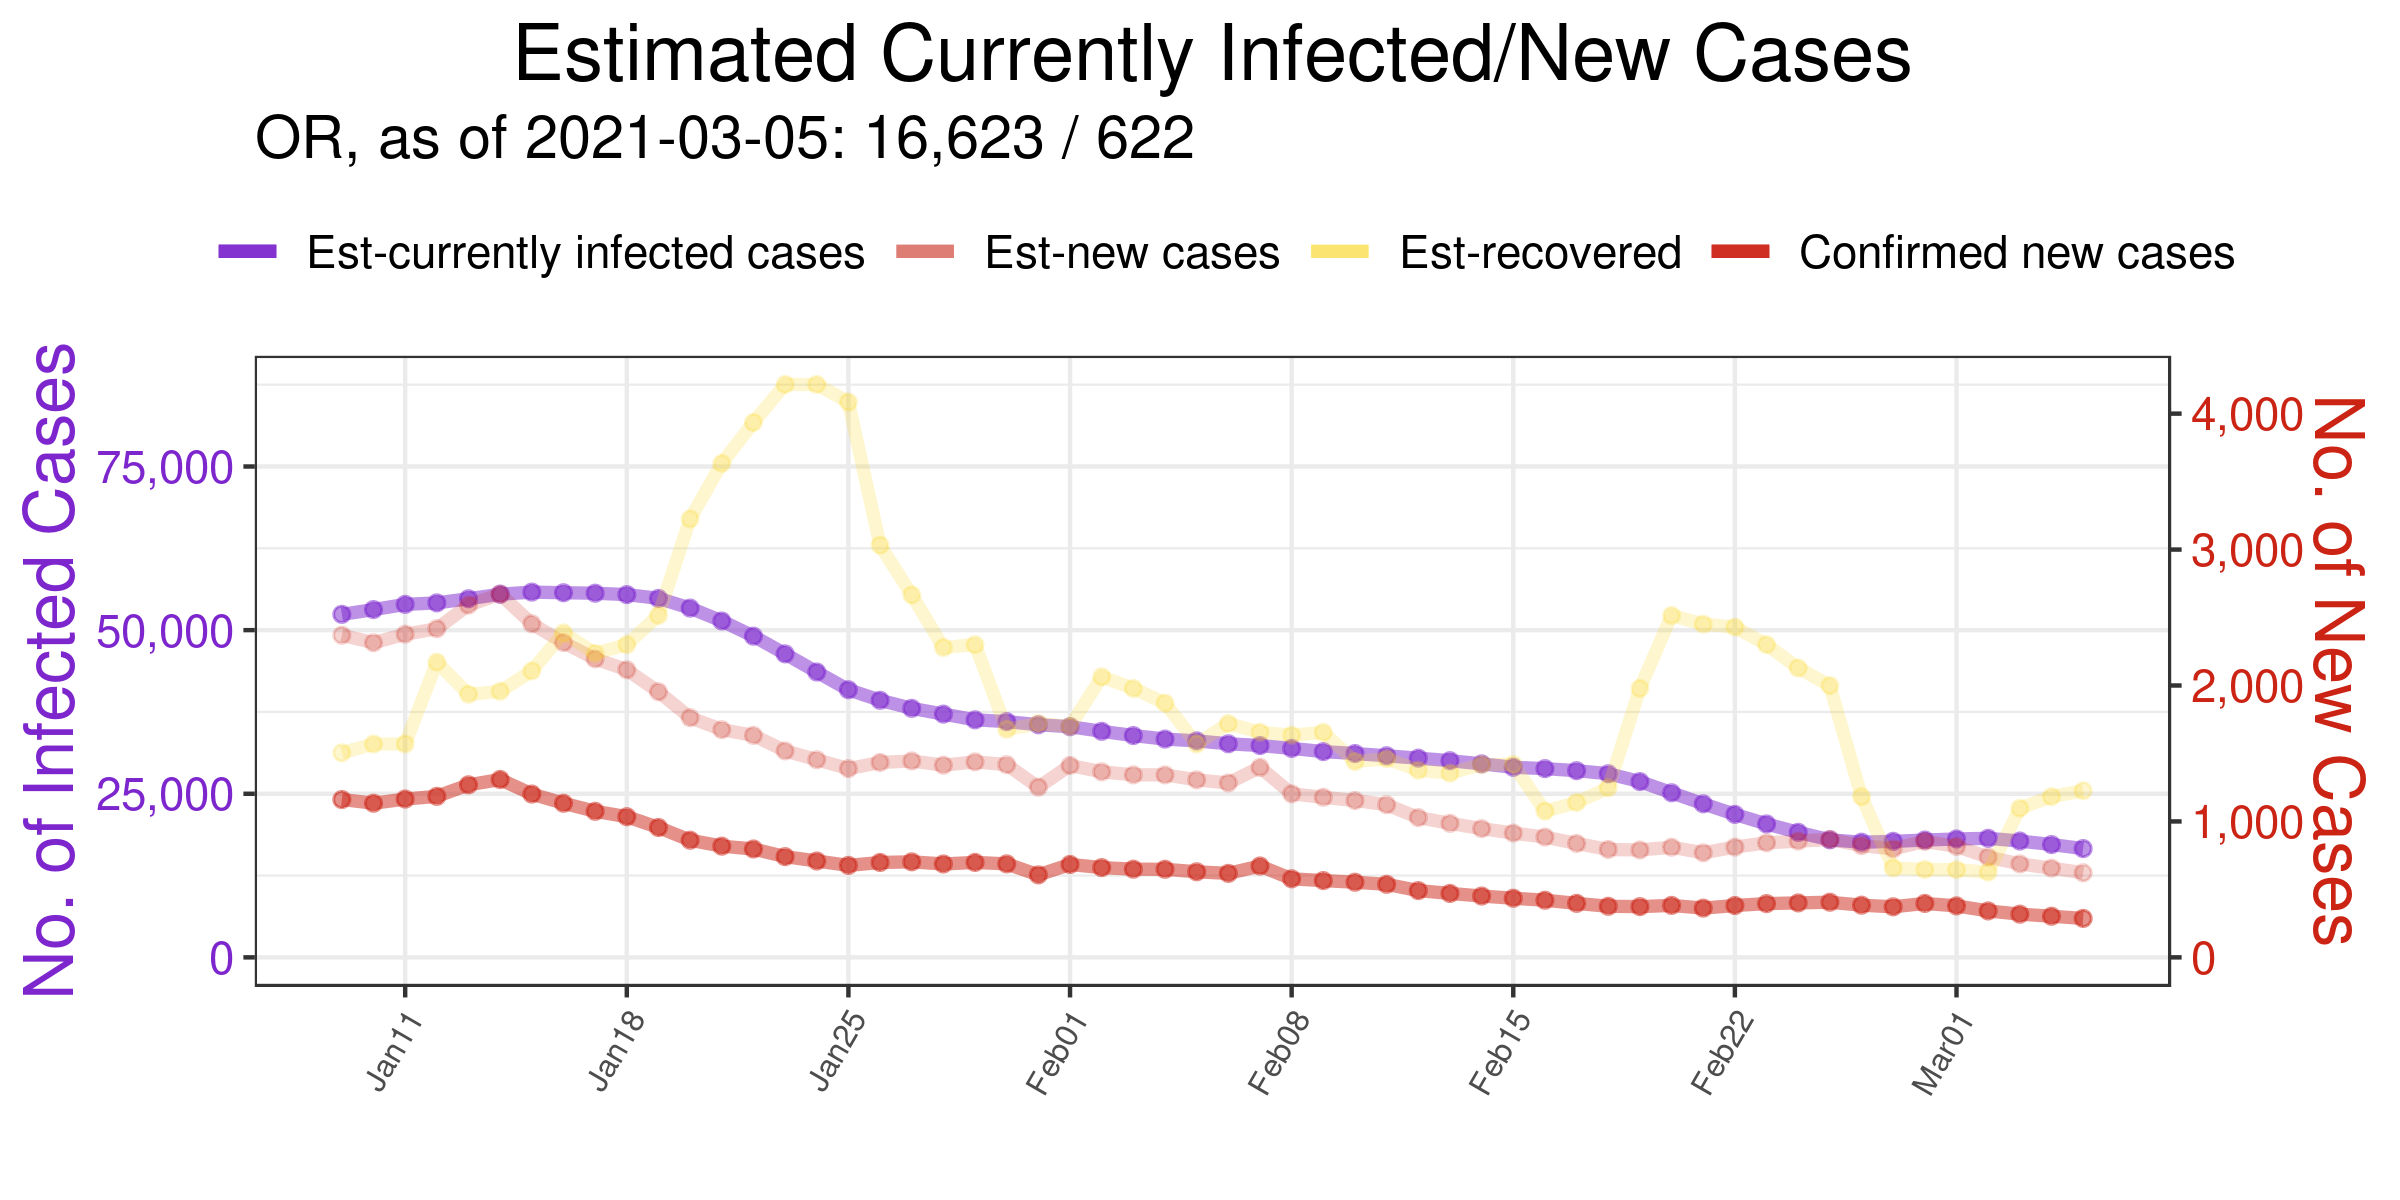 Estimated Currently Infected/New Cases
OR, as of 2021-03-05: 16,623 / 622
Est-currently infected cases Est-new cases Est-recovered Confirmed new cases
No. of Infected Cases
75,000
50,000
25,000
0
4,000
3,000
2,000
1,000
0
No. of New Cases
Jan11 Jan18 Jan25 Feb01 Feb08 Feb15 Feb22 Mar01